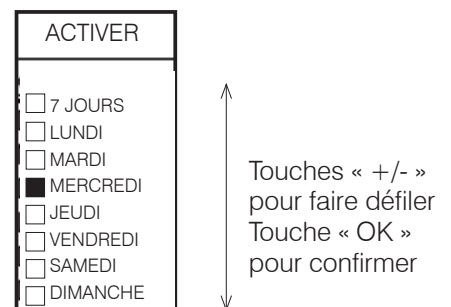 ACTIVER
7 JOURS
LUNDI
MARDI
MERCREDI
JEUDI
VENDREDI
SAMEDI
DIMANCHE
Touches « +/- »
pour faire défiler
Touche « OK »
pour confirmer